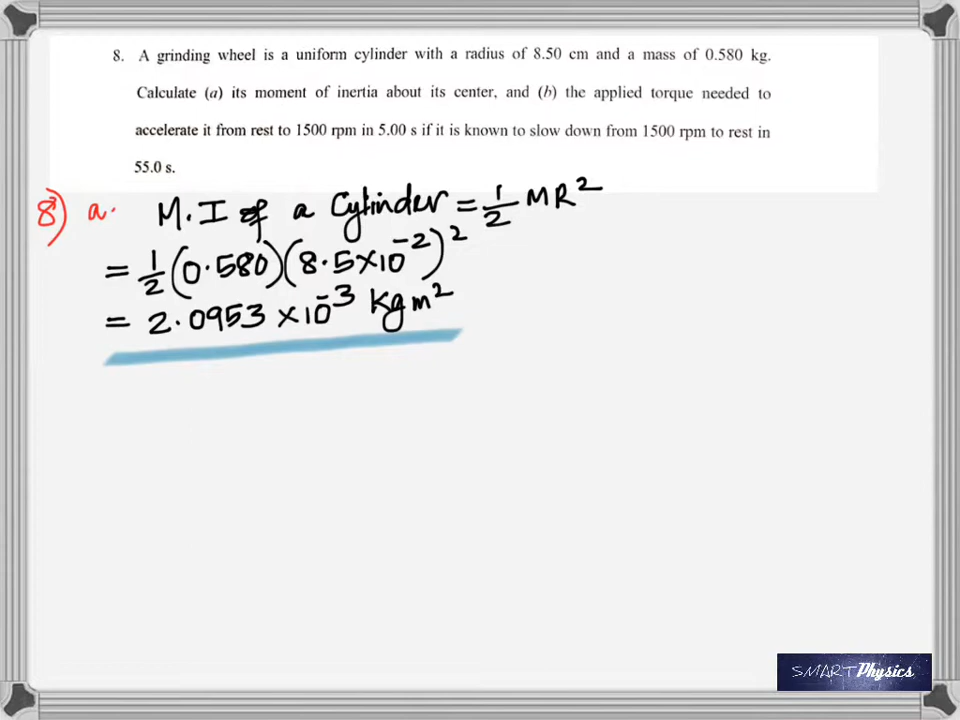 8. A grinding wheel is a uniform cylinder with a radius of 8.50 cm and a mass of 0.580 kg.
Calculate (a) its moment of inertia about its center, and (b) the applied torque needed to
accelerate it from rest to 1500 rpm in 5.00 s if it is known to slow down from 1500 rpm to rest in
55.0 s.
8) a. M.I of a Cylinder = 1/2 MR²
= 1/2 (0.580)(8.5×10⁻²)²
= 2.0953 ×10⁻³ kgm²
SMART Physics